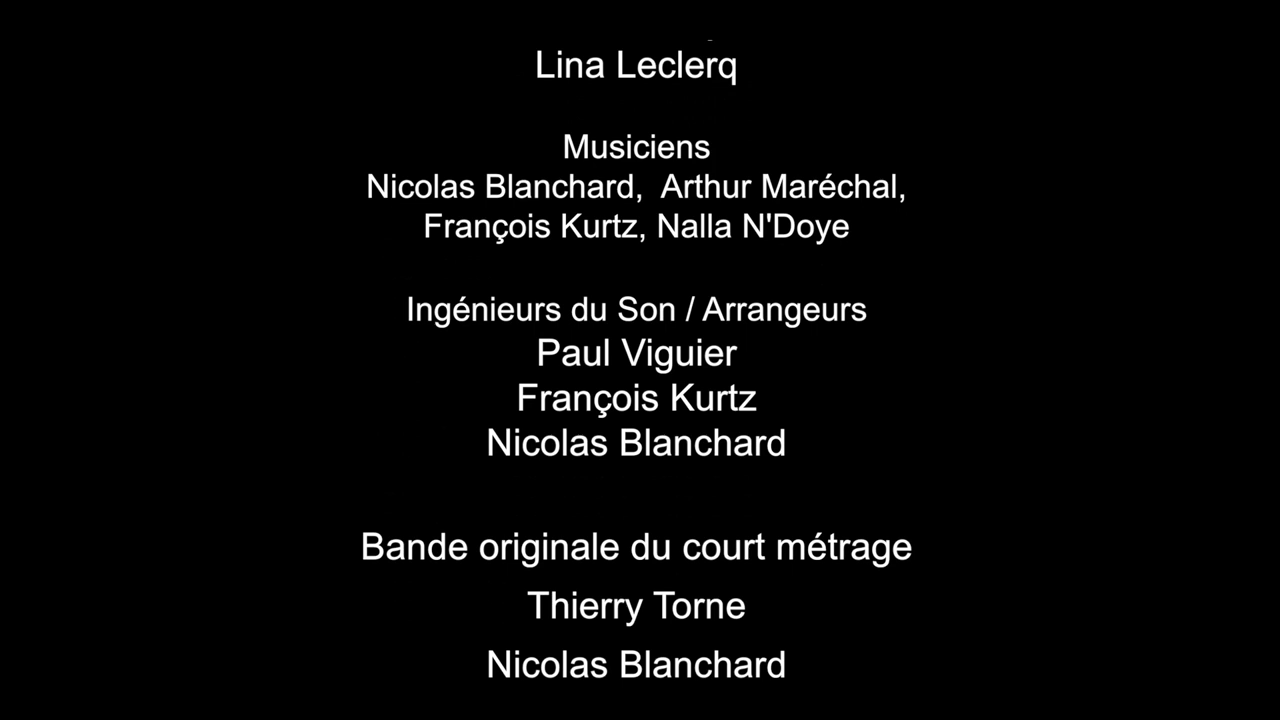 Lina Leclerq
Musiciens
Nicolas Blanchard,  Arthur Maréchal,
François Kurtz, Nalla N'Doye
Ingénieurs du Son / Arrangeurs
Paul Viguier
François Kurtz
Nicolas Blanchard
Bande originale du court métrage
Thierry Torne
Nicolas Blanchard